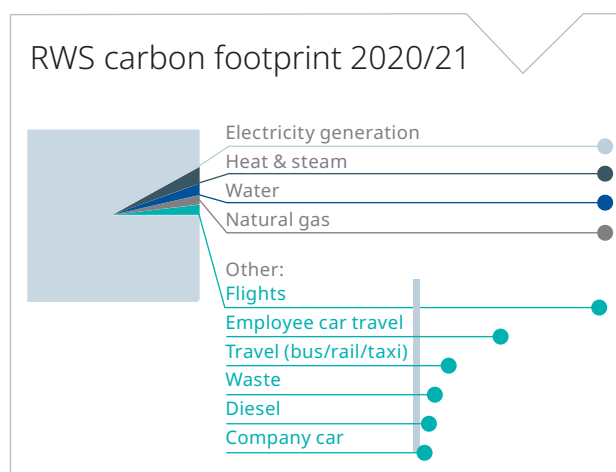 RWS carbon footprint 2020/21
Electricity generation
Heat & steam
Water
Natural gas
Other:
Flights
Employee car travel
Travel (bus/rail/taxi)
Waste
Diesel
Company car